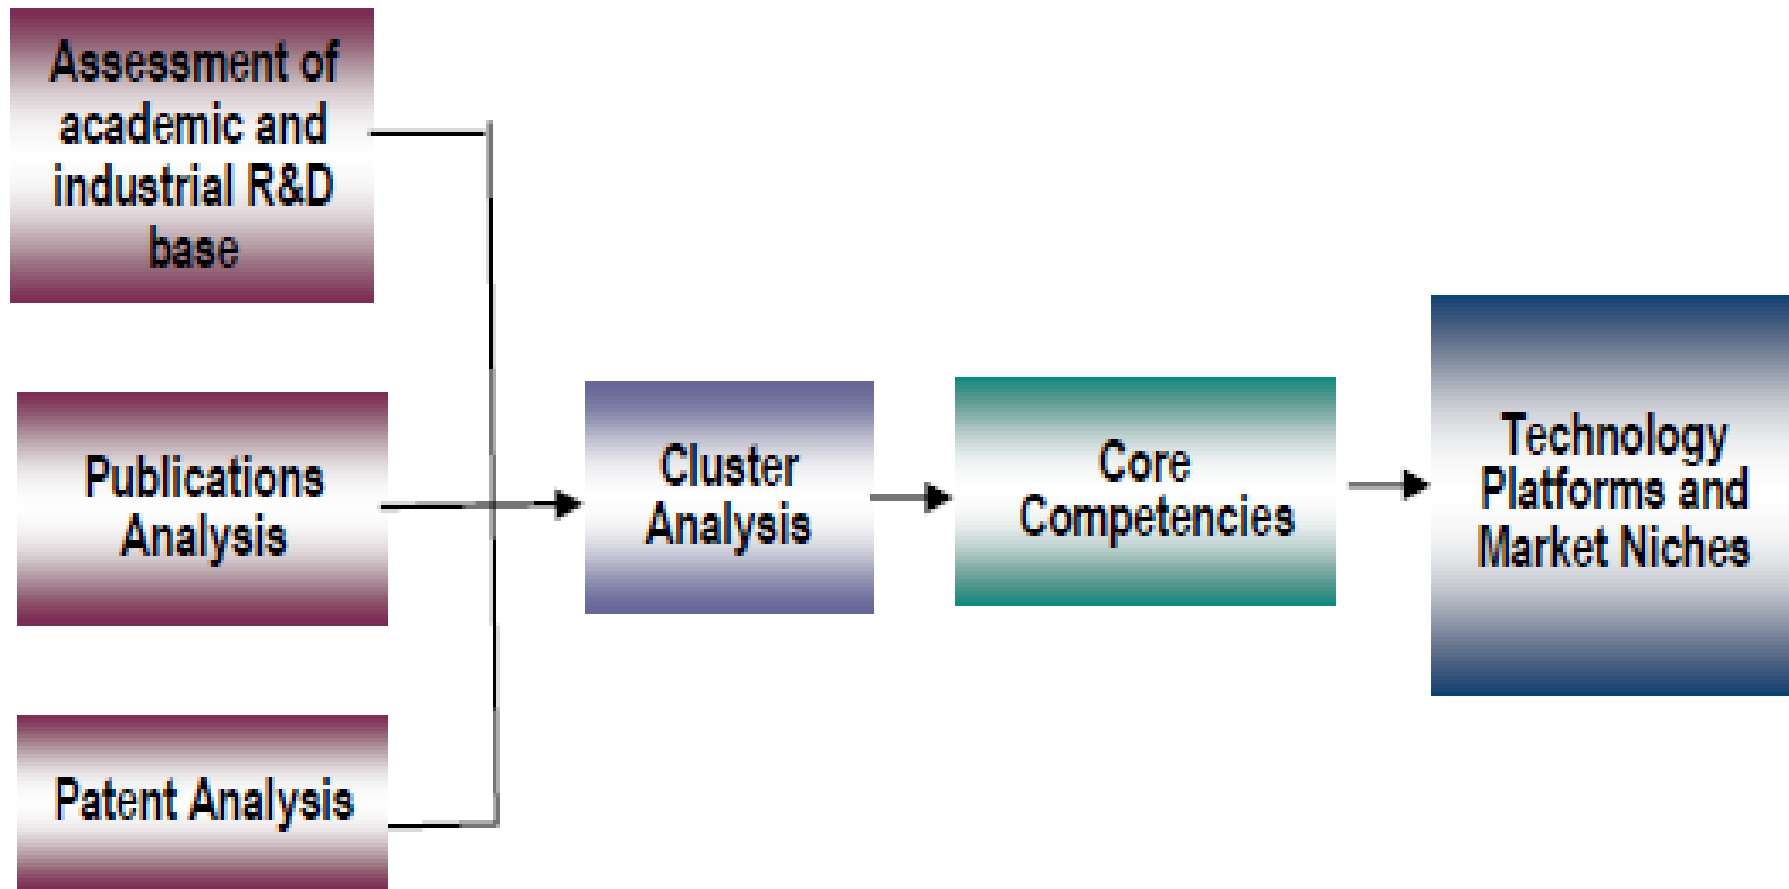 Assessment of
academic and
industrial R&D
base
Publications
Analysis
Patent Analysis
Cluster
Analysis
Core
Competencies
Technology
Platforms and
Market Niches